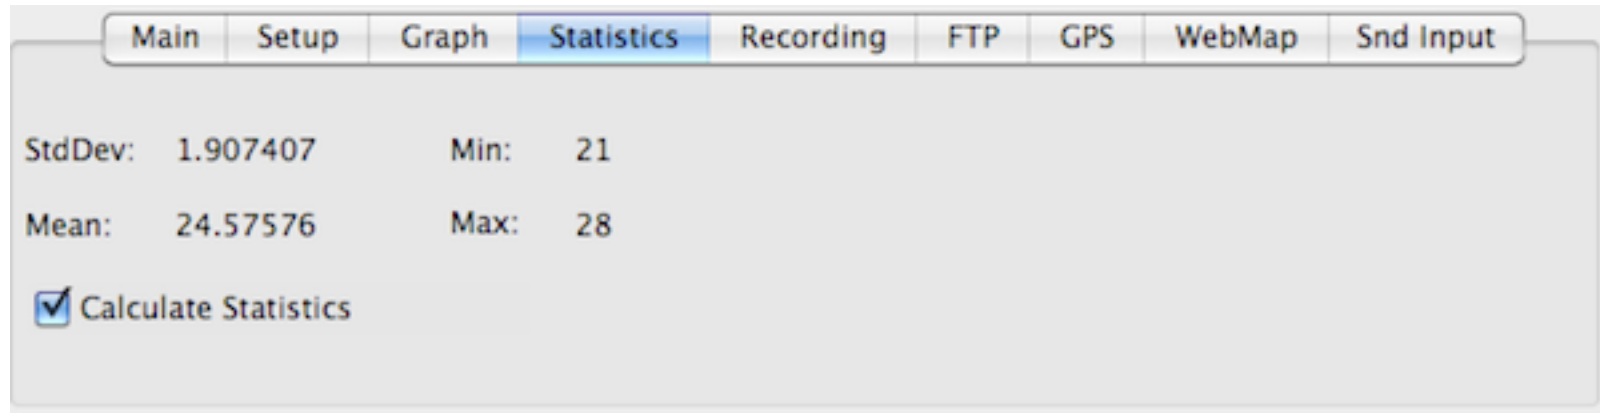 Main Setup Graph Statistics Recording FTP GPS WebMap Snd Input
StdDev: 1.907407 Min: 21
Mean: 24.57576 Max: 28
Calculate Statistics